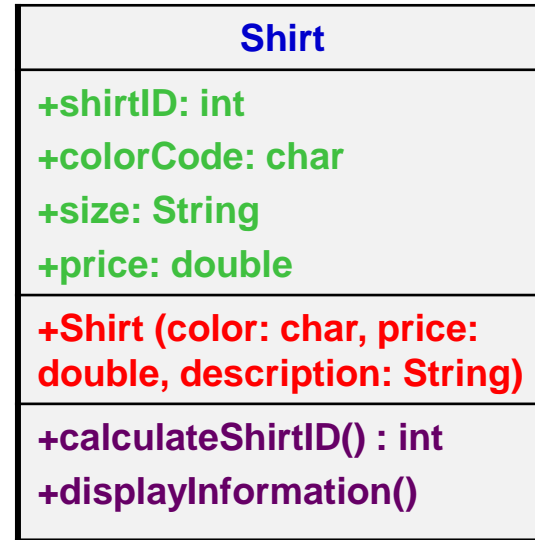 Shirt
+shirtID: int
+colorCode: char
+size: String
+price: double
+Shirt (color: char, price:
double, description: String)
+calculateShirtID() : int
+displayInformation()